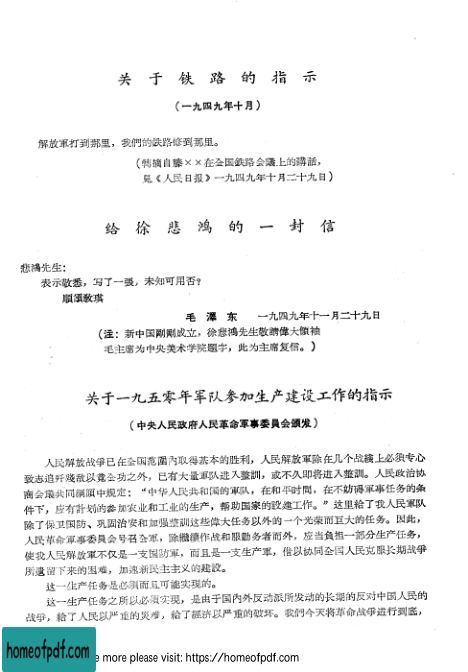 关于铁路的指示
(一九四九年十月)
解放軍打到那里，我們的鉄路修到那里。
(轉摘自滕××在全国鉄路会議上的講話，
見《人民日报》一九四九年十月二十九日)
給徐悲鴻的一封信
悲鴻先生：
表示敬悉，写了一張，未知可用否？
順頌敎祺
毛澤东 一九四九年十一月二十九日
(注：新中国剛剛成立，徐悲鴻先生敬請偉大領袖
毛主席为中央美术学院題字，此为主席复信。)
关于一九五零年军队参加生产建設工作的指示
(中央人民政府人民革命軍事委員会頒发)
人民解放战爭已在全国范圍內取得基本的胜利，人民解放軍除在几个战綫上必須专心
致志追歼殘敌以竟全功之外，已有大量軍队进入整訓，或不久即将进入整訓。人民政治协
商会議共同綱領中規定："中华人民共和国的軍队，在和平时期，在不妨碍軍事任务的条
件下，应有計划的参加农业和工业的生产，帮助国家的建設工作。"这里給了我人民軍队
除了保卫国防、巩固治安和加强整訓这些偉大任务以外的一个光荣而巨大的任务。因此，
人民革命軍事委員会号召全軍，除繼續作战和服勤务者而外，应当負担一部分生产任务，
使我人民解放軍不仅是一支国防軍，而且是一支生产軍，借以协同全国人民克服长期战爭
所遺留下来的困难，加速新民主主义的建設。
这一生产任务是必須而且可能实現的。
这一生产任务之所以必須实現，是由于国內外反动派所发动的长期的反对中国人民的
战爭，給了人民以严重的灾难，給了經济以严重的破坏。我們今天将革命战爭进行到底，
homeofpdf.com
e more please visit: https://homeofpdf.com